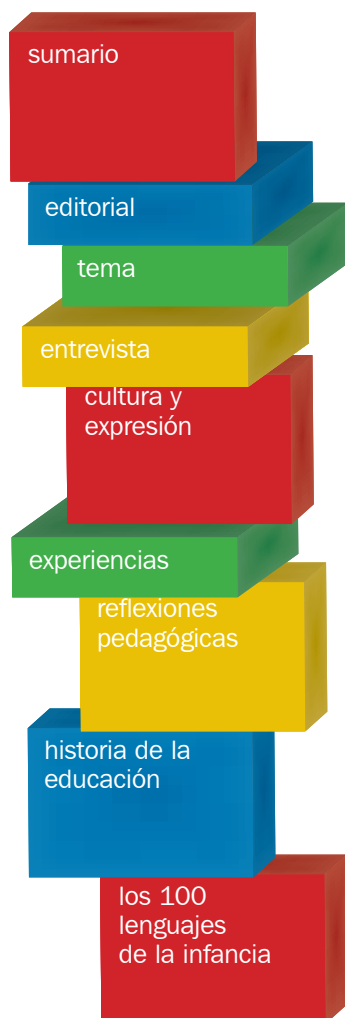 sumario
editorial
tema
entrevista
cultura y
expresión
experiencias
reflexiones
pedagógicas
historia de la
educación
los 100
lenguajes
de la infancia